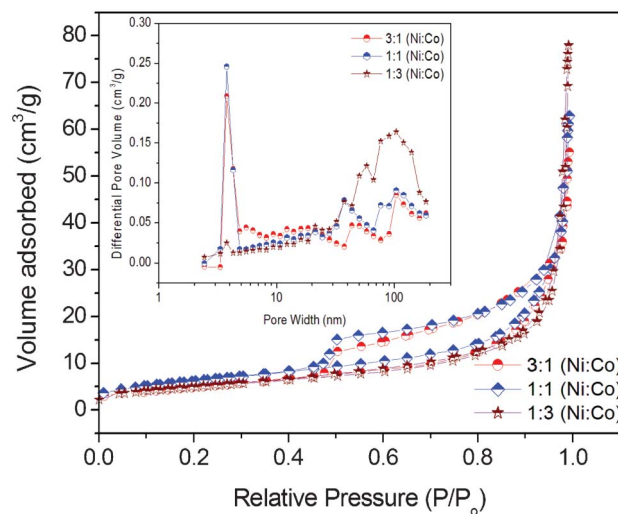 80
70
60
50
40
30
20
10
0
Volume adsorbed (cm³/g)
0.30
0.25
0.20
0.15
0.10
0.05
0.00
Differential Pore Volume (cm³/g)
3:1 (Ni:Co)
1:1 (Ni:Co)
1:3 (Ni:Co)
1 10 100
Pore Width (nm)
3:1 (Ni:Co)
1:1 (Ni:Co)
1:3 (Ni:Co)
0.0 0.2 0.4 0.6 0.8 1.0
Relative Pressure (P/Pₒ)